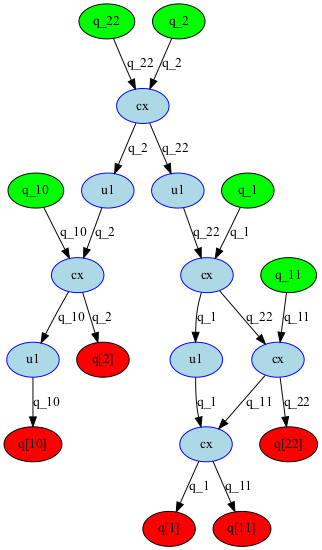 q_22 q_2
q_22 q_2
cx
q_2 q_22
q_10 u1 u1 q_1
q_10 q_2 q_22 q_1
cx cx q_11
q_10 q_2 q_1 q_22 q_11
u1 q[2] u1 cx
q_10 q_1 q_11 q_22
q[10] cx q[22]
q_1 q_11
q[1] q[11]